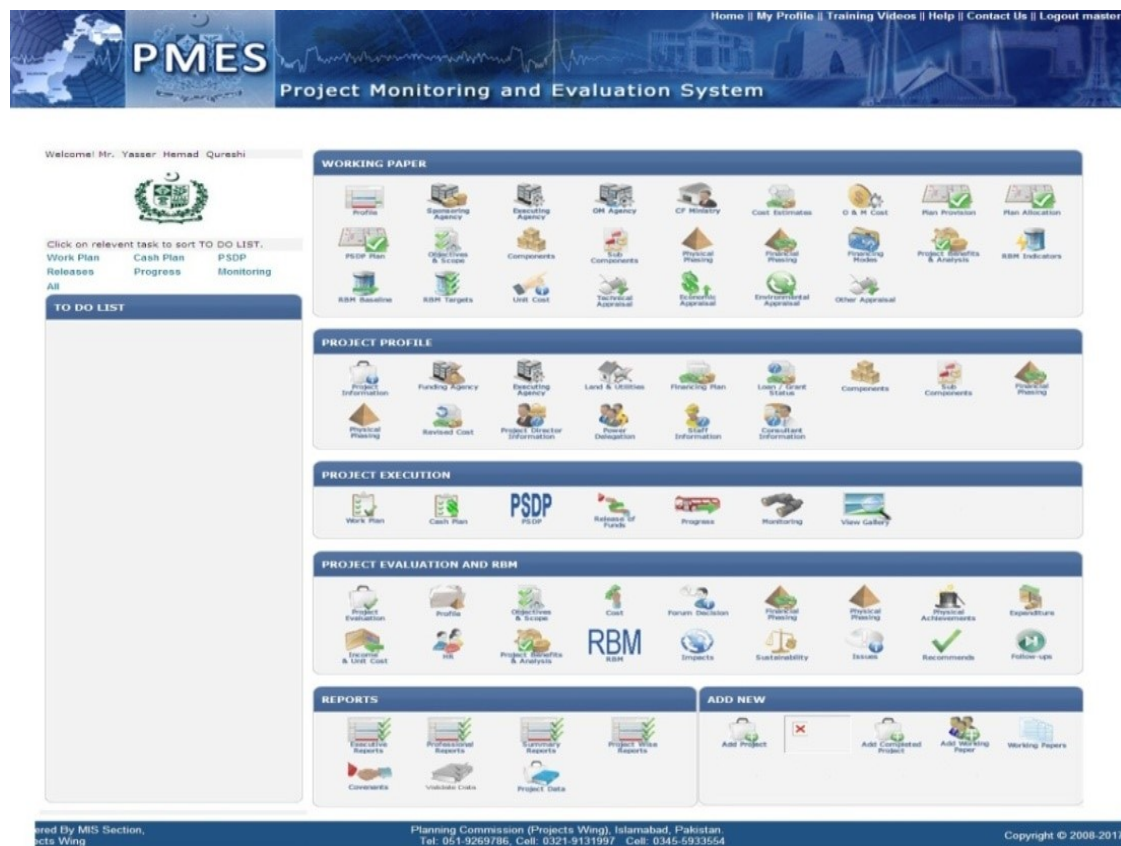 Home || My Profile || Training Videos || Help || Contact Us || Logout master
PMES
Project Monitoring and Evaluation System
Welcome! Mr. Yasser Hemad Qureshi
Click on relevent task to sort TO DO LIST.
Work Plan Cash Plan PSDP
Releases Progress Monitoring
All
TO DO LIST
WORKING PAPER
Profile Sponsoring Agency Executing Agency OM Agency CF Ministry Cost Estimates O & M Cost Plan Provision Plan Allocation
PSDP Plan Objectives & Scope Components Sub Components Physical Phasing Financial Phasing Financing Modes Project Benefits & Analysis RBM Indicators
RBM Baseline RBM Targets Unit Cost Technical Appraisal Economic Appraisal Environmental Appraisal Other Appraisal
PROJECT PROFILE
Project Information Funding Agency Executing Agency Land & Utilities Financing Plan Loan / Grant Status Components Sub Components Financial Phasing
Physical Phasing Revised Cost Project Director Information Power Delegation Staff Information Consultant Information
PROJECT EXECUTION
PSDP
Work Plan Cash Plan PSDP Release of Funds Progress Monitoring View Gallery
PROJECT EVALUATION AND RBM
Project Evaluation Profile Objectives & Scope Cost Forum Decision Financial Phasing Physical Phasing Physical Achievements Expenditure
RBM
Income & Unit Cost HR Project Benefits & Analysis RBM Impacts Sustainability Issues Recommends Follow-ups
REPORTS
Executive Reports Professional Reports Summary Reports Project Wise Reports
Covenants Validate Data Project Data
ADD NEW
Add Project Add Completed Project Add Working Paper Working Papers
ered By MIS Section,
ects Wing
Planning Commission (Projects Wing), Islamabad, Pakistan.
Tel: 051-9269786, Cell: 0321-9131997 Cell: 0345-5933554
Copyright © 2008-2017